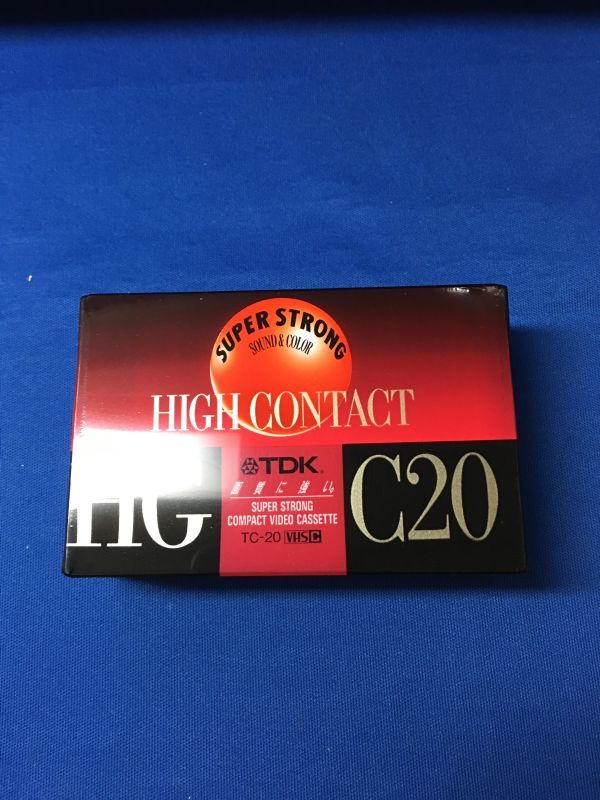 SUPER STRONG
SOUND & COLOR
HIGH CONTACT
HG
TDK
C20
画質に強い。
SUPER STRONG
COMPACT VIDEO CASSETTE
TC-20 VHSC